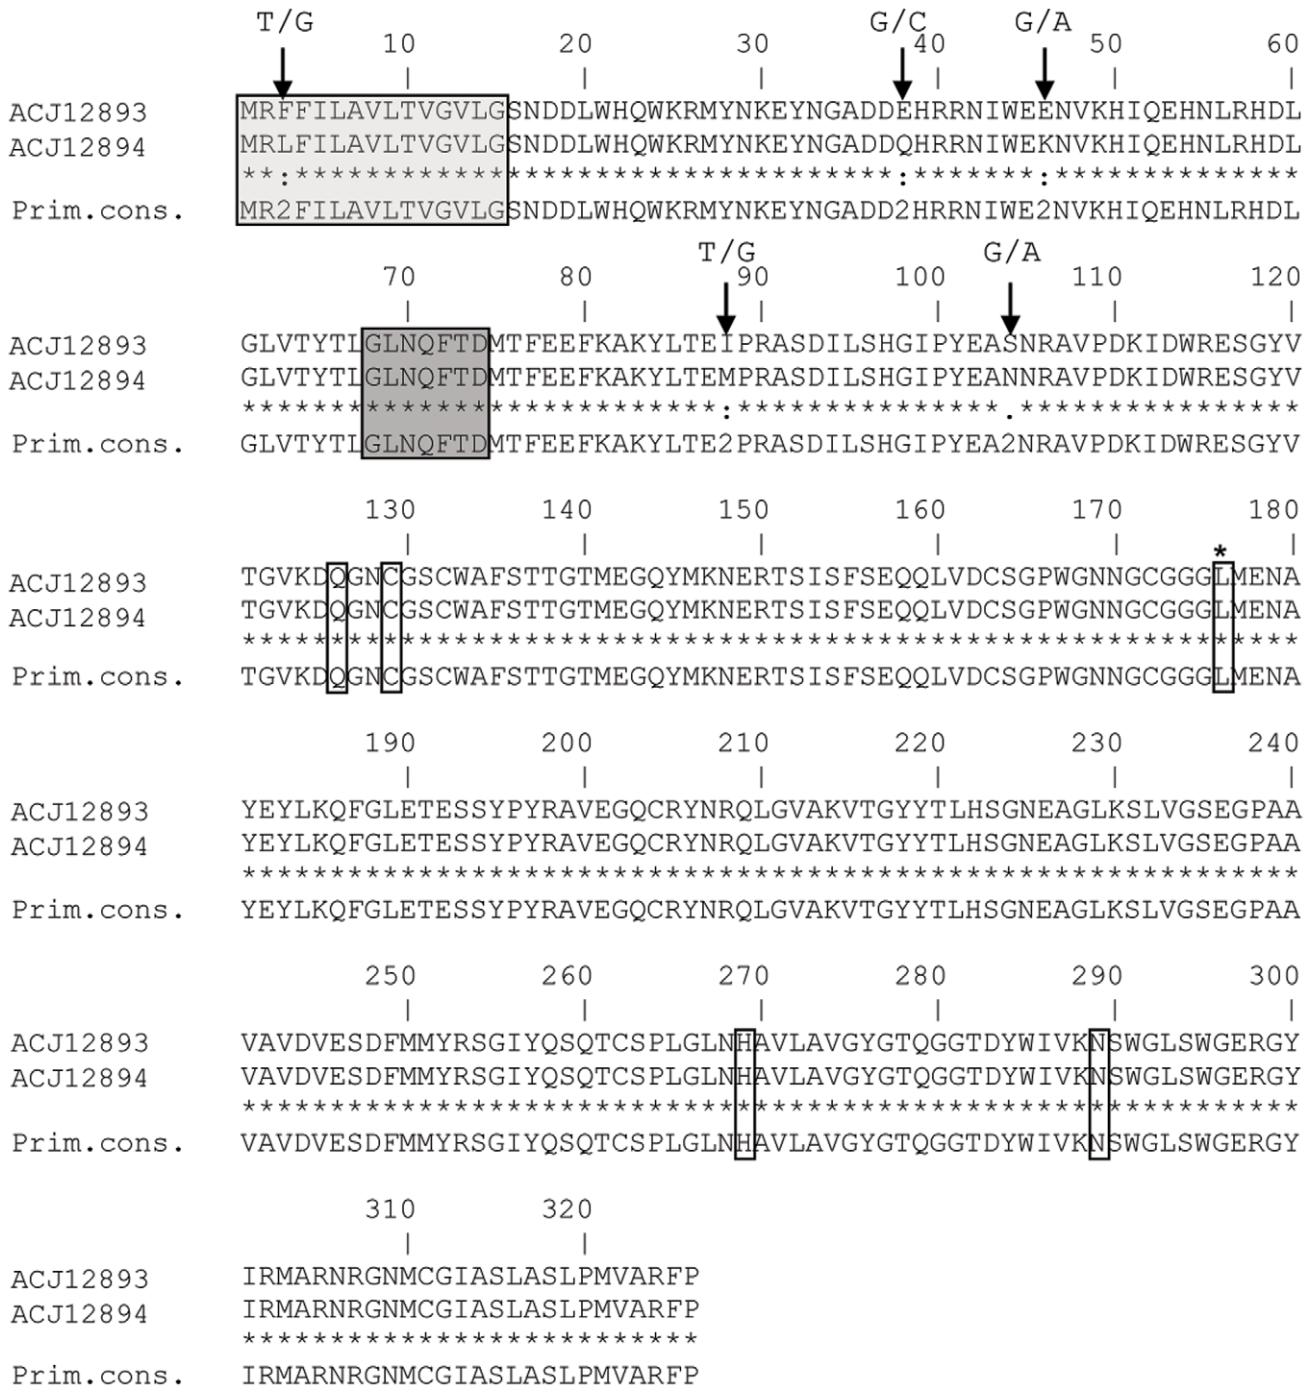 T/G G/C G/A
10 20 30 40 50 60
| | | | | |
ACJ12893 MRFFILAVLTVGVLGSNDDLWHQWKRMYNKEYNGADDEHRRNIWEENVKHIQEHNLRHDL
ACJ12894 MRLFILAVLTVGVLGSNDDLWHQWKRMYNKEYNGADDQHRRNIWEKNVKHIQEHNLRHDL
**:**********************************:*******:**************
Prim.cons. MR2FILAVLTVGVLGSNDDLWHQWKRMYNKEYNGADD2HRRNIWE2NVKHIQEHNLRHDL
T/G G/A
70 80 90 100 110 120
| | | | | |
ACJ12893 GLVTYTLGLNQFTDMTFEEFKAKYLTEIPRASDILSHGIPYEASNRAVPDKIDWRESGYV
ACJ12894 GLVTYTLGLNQFTDMTFEEFKAKYLTEMPRASDILSHGIPYEANNRAVPDKIDWRESGYV
***************************:***************.****************
Prim.cons. GLVTYTLGLNQFTDMTFEEFKAKYLTE2PRASDILSHGIPYEA2NRAVPDKIDWRESGYV
130 140 150 160 170 180
| | | | | |
*
ACJ12893 TGVKDQGNCGSCWAFSTTGTMEGQYMKNERTSISFSEQQLVDCSGPWGNNGCGGGLMENA
ACJ12894 TGVKDQGNCGSCWAFSTTGTMEGQYMKNERTSISFSEQQLVDCSGPWGNNGCGGGLMENA
************************************************************
Prim.cons. TGVKDQGNCGSCWAFSTTGTMEGQYMKNERTSISFSEQQLVDCSGPWGNNGCGGGLMENA
190 200 210 220 230 240
| | | | | |
ACJ12893 YEYLKQFGLETESSYPYRAVEGQCRYNRQLGVAKVTGYYTLHSGNEAGLKSLVGSEGPAA
ACJ12894 YEYLKQFGLETESSYPYRAVEGQCRYNRQLGVAKVTGYYTLHSGNEAGLKSLVGSEGPAA
************************************************************
Prim.cons. YEYLKQFGLETESSYPYRAVEGQCRYNRQLGVAKVTGYYTLHSGNEAGLKSLVGSEGPAA
250 260 270 280 290 300
| | | | | |
ACJ12893 VAVDVESDFMMYRSGIYQSQTCSPLGLNHAVLAVGYGTQGGTDYWIVKNSWGLSWGERGY
ACJ12894 VAVDVESDFMMYRSGIYQSQTCSPLGLNHAVLAVGYGTQGGTDYWIVKNSWGLSWGERGY
************************************************************
Prim.cons. VAVDVESDFMMYRSGIYQSQTCSPLGLNHAVLAVGYGTQGGTDYWIVKNSWGLSWGERGY
310 320
| |
ACJ12893 IRMARNRGNMCGIASLASLPMVARFP
ACJ12894 IRMARNRGNMCGIASLASLPMVARFP
**************************
Prim.cons. IRMARNRGNMCGIASLASLPMVARFP